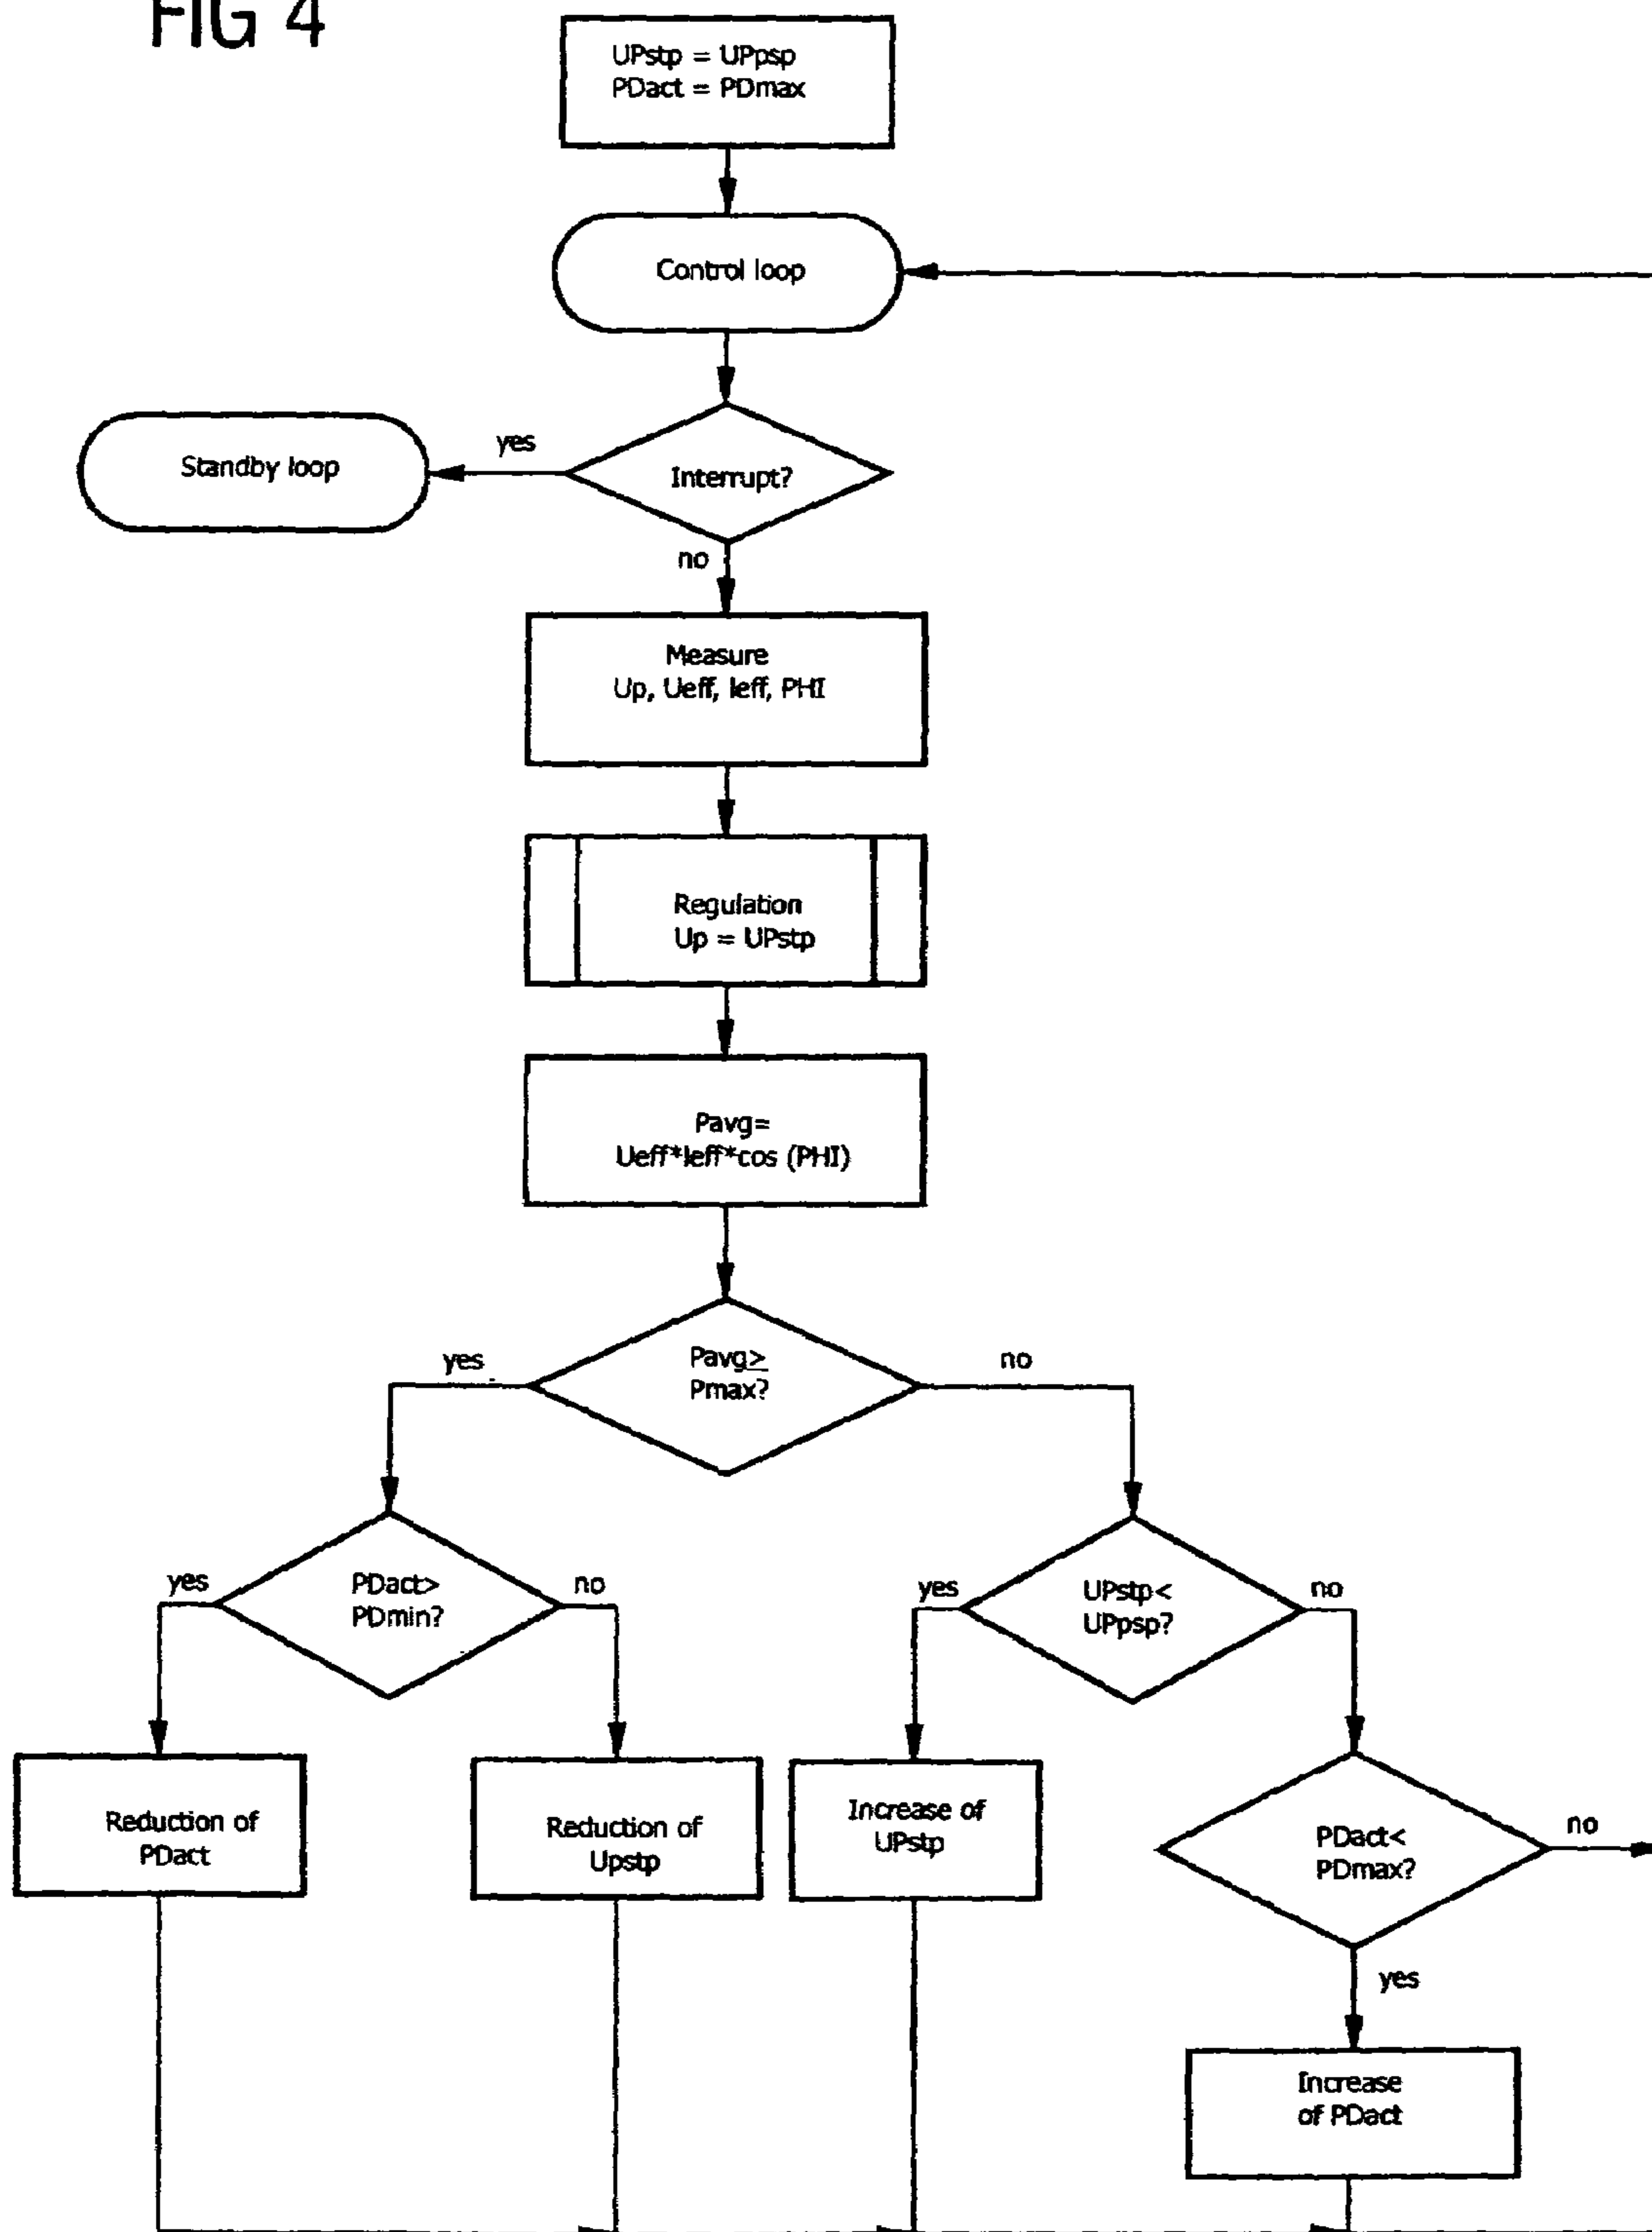 FIG 4
UPstp = UPpsp
PDact = PDmax
Control loop
yes
Standby loop
Interrupt?
no
Measure
Up, Ueff, Ieff, PHI
Regulation
Up = UPstp
Pavg=
Ueff*Ieff*cos (PHI)
yes
Pavg≥
Pmax?
no
yes
PDact>
PDmin?
no
yes
UPstp<
UPpsp?
no
Reduction of
PDact
Reduction of
Upstp
Increase of
UPstp
PDact<
PDmax?
no
yes
Increase
of PDact